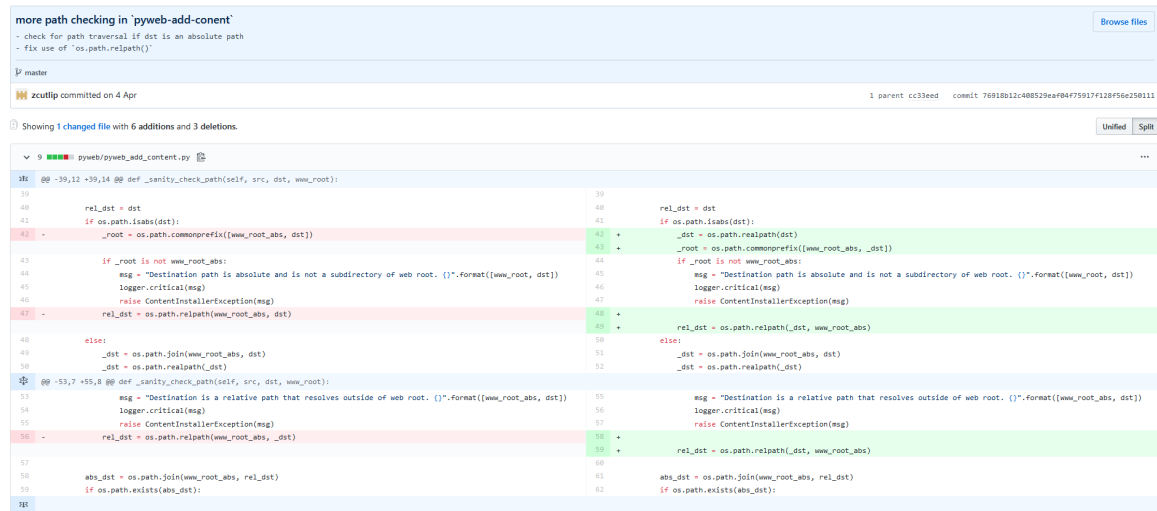 more path checking in `pyweb-add-conent`
Browse files
- check for path traversal if dst is an absolute path
- fix use of `os.path.relpath()`
master
zcutlip committed on 4 Apr
1 parent cc33eed commit 76918b12c408529eaf04f75917f128f56e250111
Showing 1 changed file with 6 additions and 3 deletions.
Unified Split
9 pyweb/pyweb_add_content.py
@@ -39,12 +39,14 @@ def _sanity_check_path(self, src, dst, www_root):
39 39
40 rel_dst = dst 40 rel_dst = dst
41 if os.path.isabs(dst): 41 if os.path.isabs(dst):
42 - _root = os.path.commonprefix([www_root_abs, dst]) 42 + _dst = os.path.realpath(dst)
43 + _root = os.path.commonprefix([www_root_abs, _dst])
43 if _root is not www_root_abs: 44 if _root is not www_root_abs:
44 msg = "Destination path is absolute and is not a subdirectory of web root. {}".format([www_root, dst]) 45 msg = "Destination path is absolute and is not a subdirectory of web root. {}".format([www_root, dst])
45 logger.critical(msg) 46 logger.critical(msg)
46 raise ContentInstallerException(msg) 47 raise ContentInstallerException(msg)
47 - rel_dst = os.path.relpath(www_root_abs, dst) 48 +
49 + rel_dst = os.path.relpath(_dst, www_root_abs)
48 else: 50 else:
49 _dst = os.path.join(www_root_abs, dst) 51 _dst = os.path.join(www_root_abs, dst)
50 _dst = os.path.realpath(_dst) 52 _dst = os.path.realpath(_dst)
@@ -53,7 +55,8 @@ def _sanity_check_path(self, src, dst, www_root):
53 msg = "Destination is a relative path that resolves outside of web root. {}".format([www_root_abs, dst]) 55 msg = "Destination is a relative path that resolves outside of web root. {}".format([www_root_abs, dst])
54 logger.critical(msg) 56 logger.critical(msg)
55 raise ContentInstallerException(msg) 57 raise ContentInstallerException(msg)
56 - rel_dst = os.path.relpath(www_root_abs, _dst) 58 +
59 + rel_dst = os.path.relpath(_dst, www_root_abs)
57 60
58 abs_dst = os.path.join(www_root_abs, rel_dst) 61 abs_dst = os.path.join(www_root_abs, rel_dst)
59 if os.path.exists(abs_dst): 62 if os.path.exists(abs_dst):